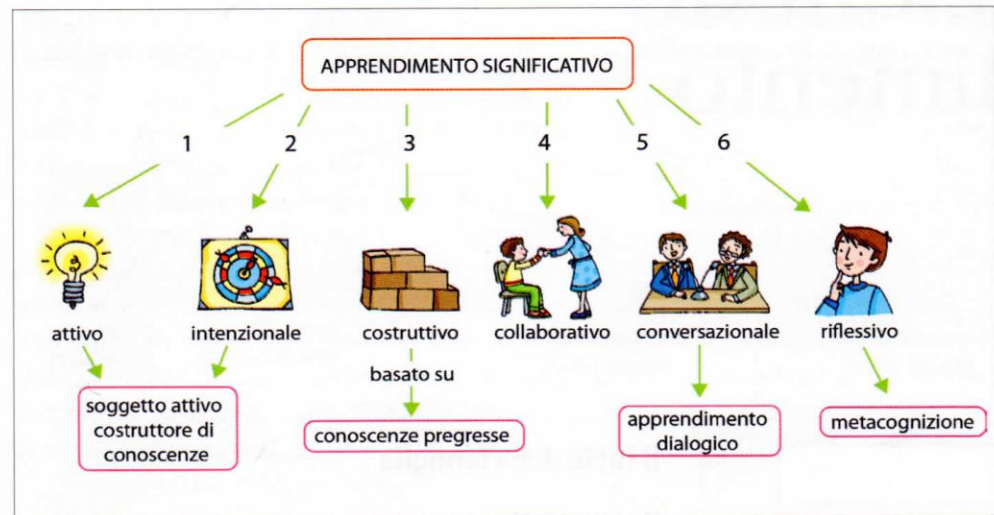 APPRENDIMENTO SIGNIFICATIVO
1 2 3 4 5 6
attivo intenzionale costruttivo collaborativo conversazionale riflessivo
basato su
soggetto attivo
costruttore di
conoscenze
conoscenze pregresse
apprendimento
dialogico
metacognizione